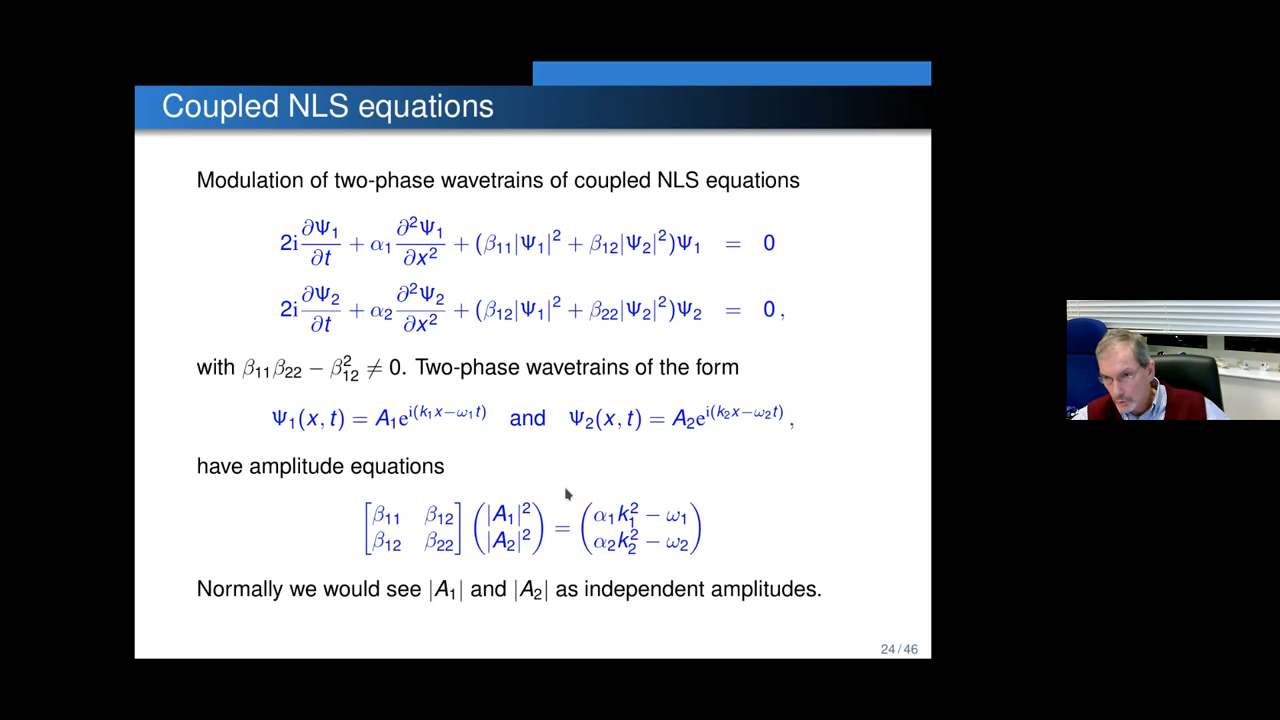 Coupled NLS equations
Modulation of two-phase wavetrains of coupled NLS equations
2i ∂Ψ₁/∂t + α₁ ∂²Ψ₁/∂x² + (β₁₁|Ψ₁|² + β₁₂|Ψ₂|²)Ψ₁ = 0
2i ∂Ψ₂/∂t + α₂ ∂²Ψ₂/∂x² + (β₁₂|Ψ₁|² + β₂₂|Ψ₂|²)Ψ₂ = 0 ,
with β₁₁β₂₂ − β₁₂² ≠ 0. Two-phase wavetrains of the form
Ψ₁(x, t) = A₁e^{i(k₁x−ω₁t)} and Ψ₂(x, t) = A₂e^{i(k₂x−ω₂t)} ,
have amplitude equations
[β₁₁ β₁₂; β₁₂ β₂₂] (|A₁|²; |A₂|²) = (α₁k₁² − ω₁; α₂k₂² − ω₂)
Normally we would see |A₁| and |A₂| as independent amplitudes.
24 / 46